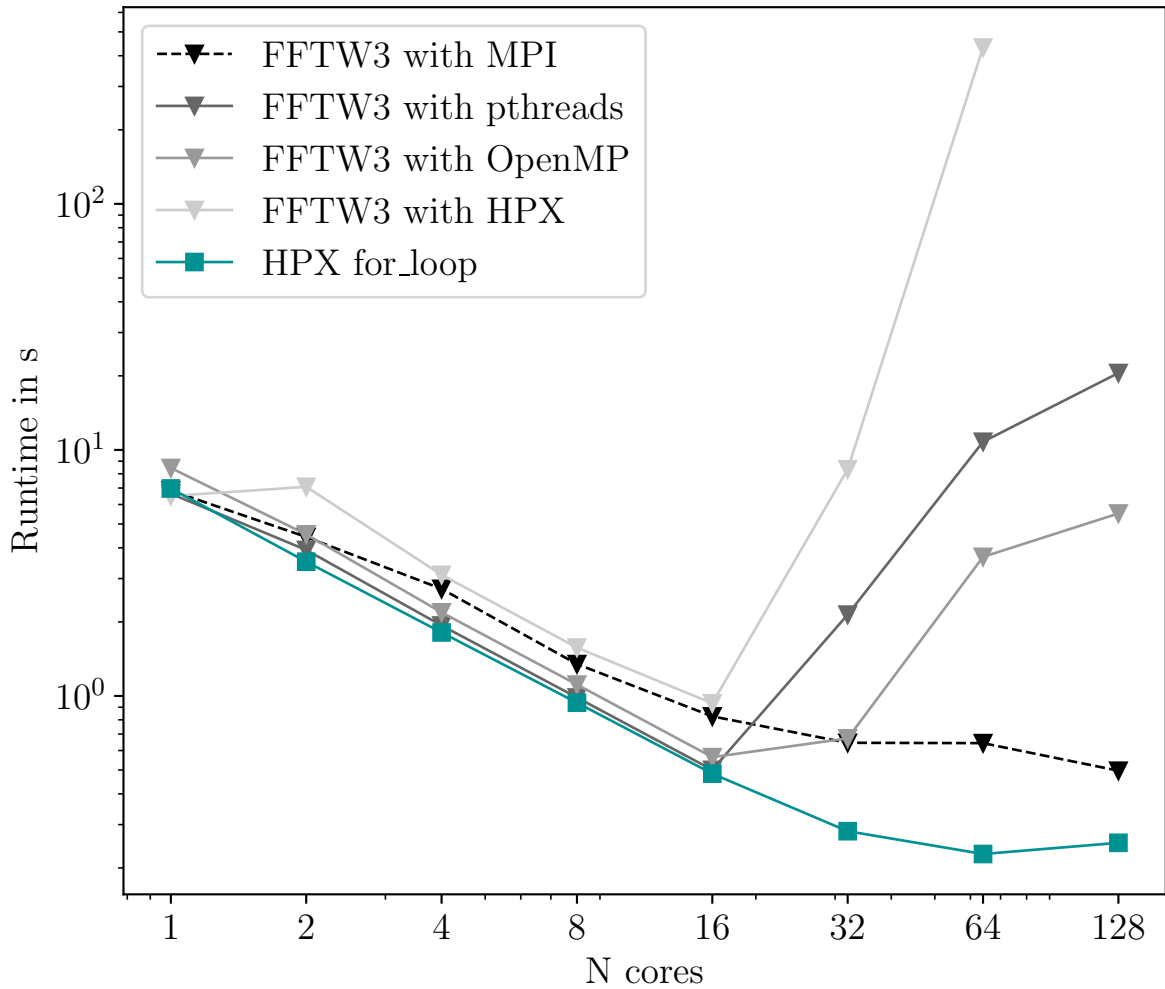 FFTW3 with MPI
FFTW3 with pthreads
FFTW3 with OpenMP
FFTW3 with HPX
HPX for_loop
Runtime in s
10^2
10^1
10^0
1 2 4 8 16 32 64 128
N cores